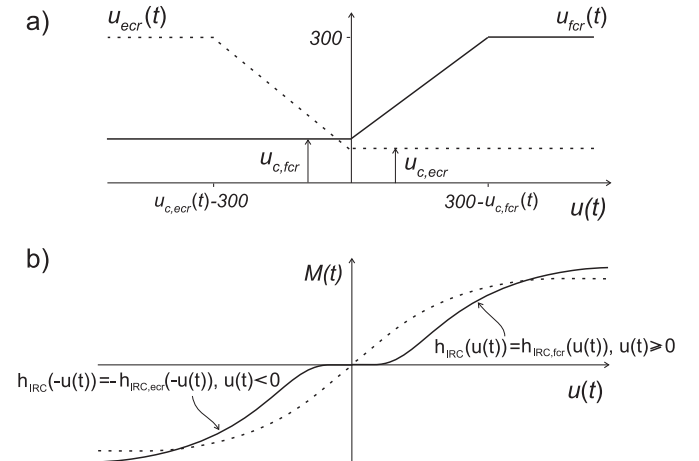 a)
u_ecr(t)
300
u_fcr(t)
u_c,fcr
u_c,ecr
u_c,ecr(t)-300
300-u_c,fcr(t)
u(t)
b)
M(t)
h_IRC(u(t))=h_IRC,fcr(u(t)), u(t)⩾0
h_IRC(-u(t))=-h_IRC,ecr(-u(t)), u(t)<0
u(t)